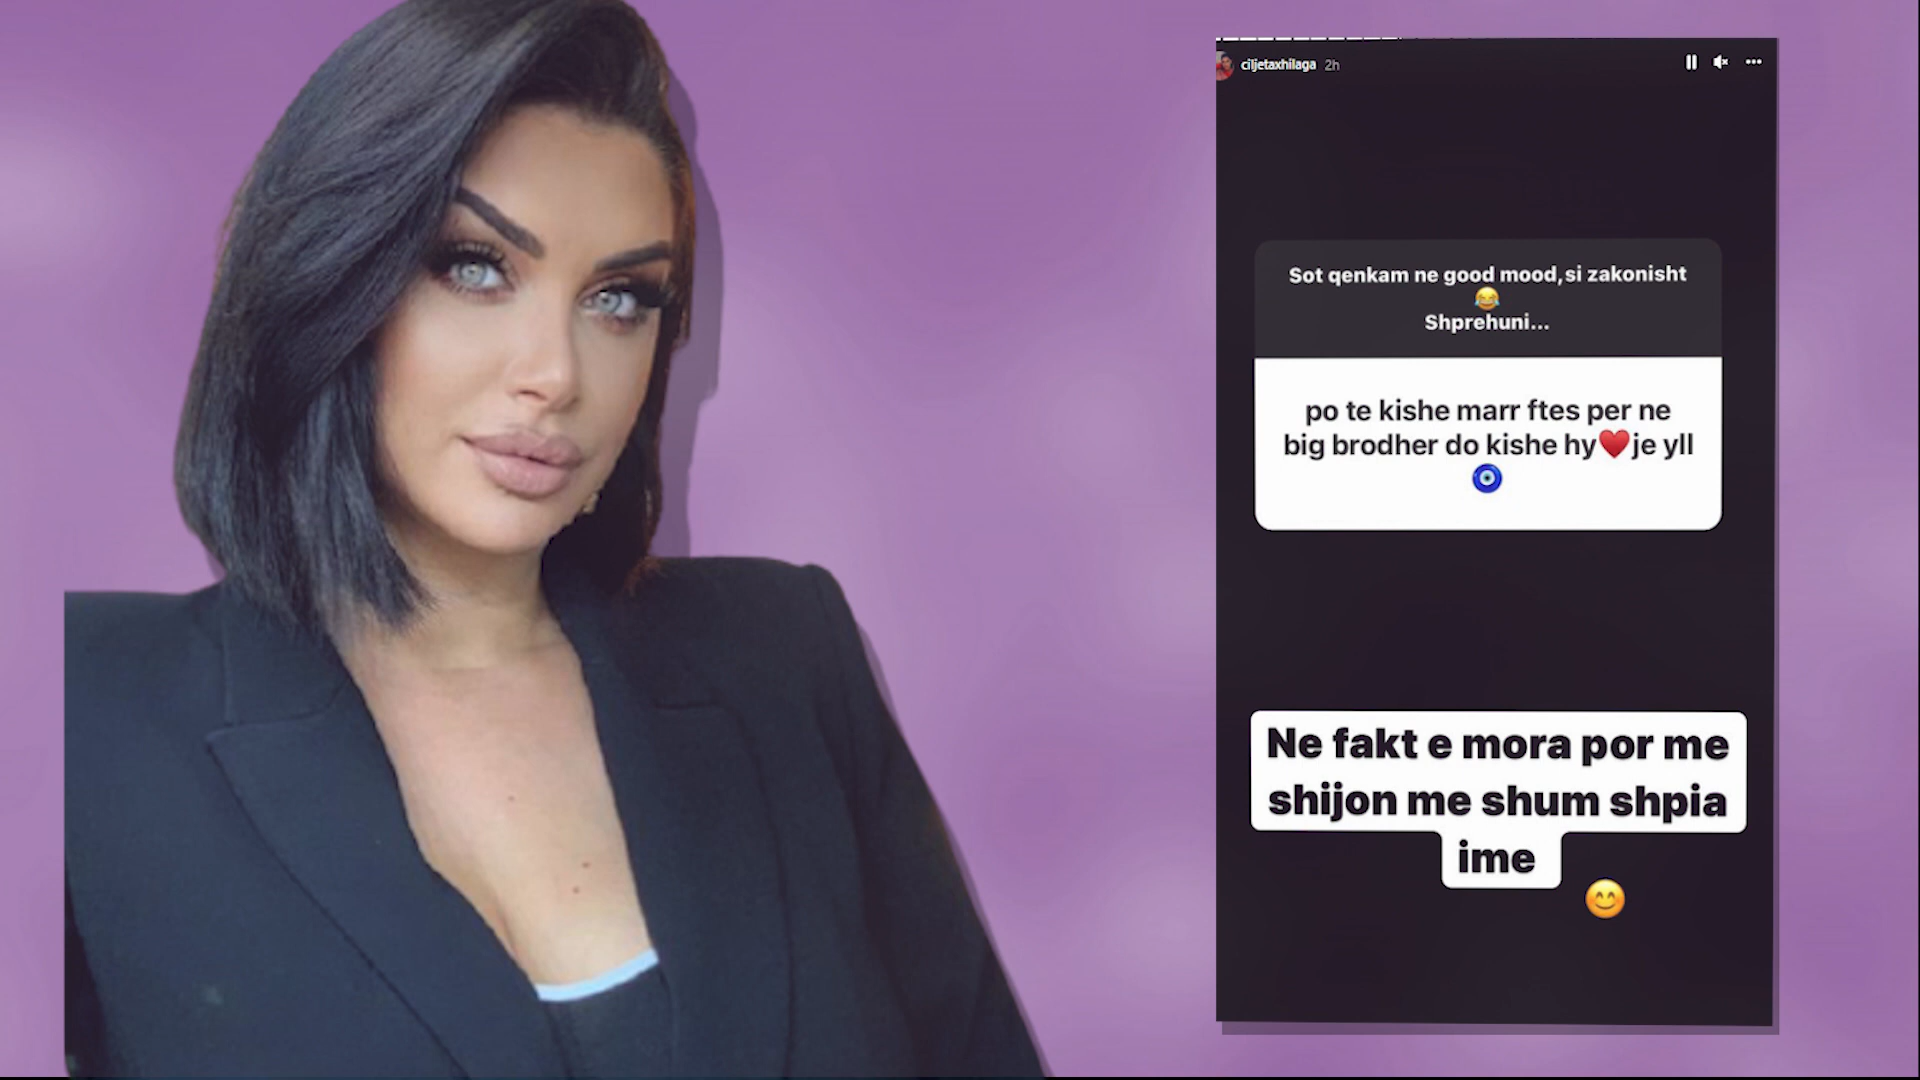 ciljetaxhilaga 2h
Sot qenkam ne good mood,si zakonisht
😂
Shprehuni...
po te kishe marr ftes per ne
big brodher do kishe hy❤️je yll
🧿
Ne fakt e mora por me
shijon me shum shpia
ime
😊